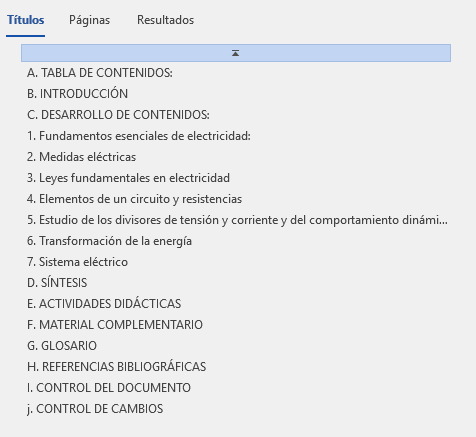 Títulos Páginas Resultados
A. TABLA DE CONTENIDOS:
B. INTRODUCCIÓN
C. DESARROLLO DE CONTENIDOS:
1. Fundamentos esenciales de electricidad:
2. Medidas eléctricas
3. Leyes fundamentales en electricidad
4. Elementos de un circuito y resistencias
5. Estudio de los divisores de tensión y corriente y del comportamiento dinámi...
6. Transformación de la energía
7. Sistema eléctrico
D. SÍNTESIS
E. ACTIVIDADES DIDÁCTICAS
F. MATERIAL COMPLEMENTARIO
G. GLOSARIO
H. REFERENCIAS BIBLIOGRÁFICAS
I. CONTROL DEL DOCUMENTO
j. CONTROL DE CAMBIOS